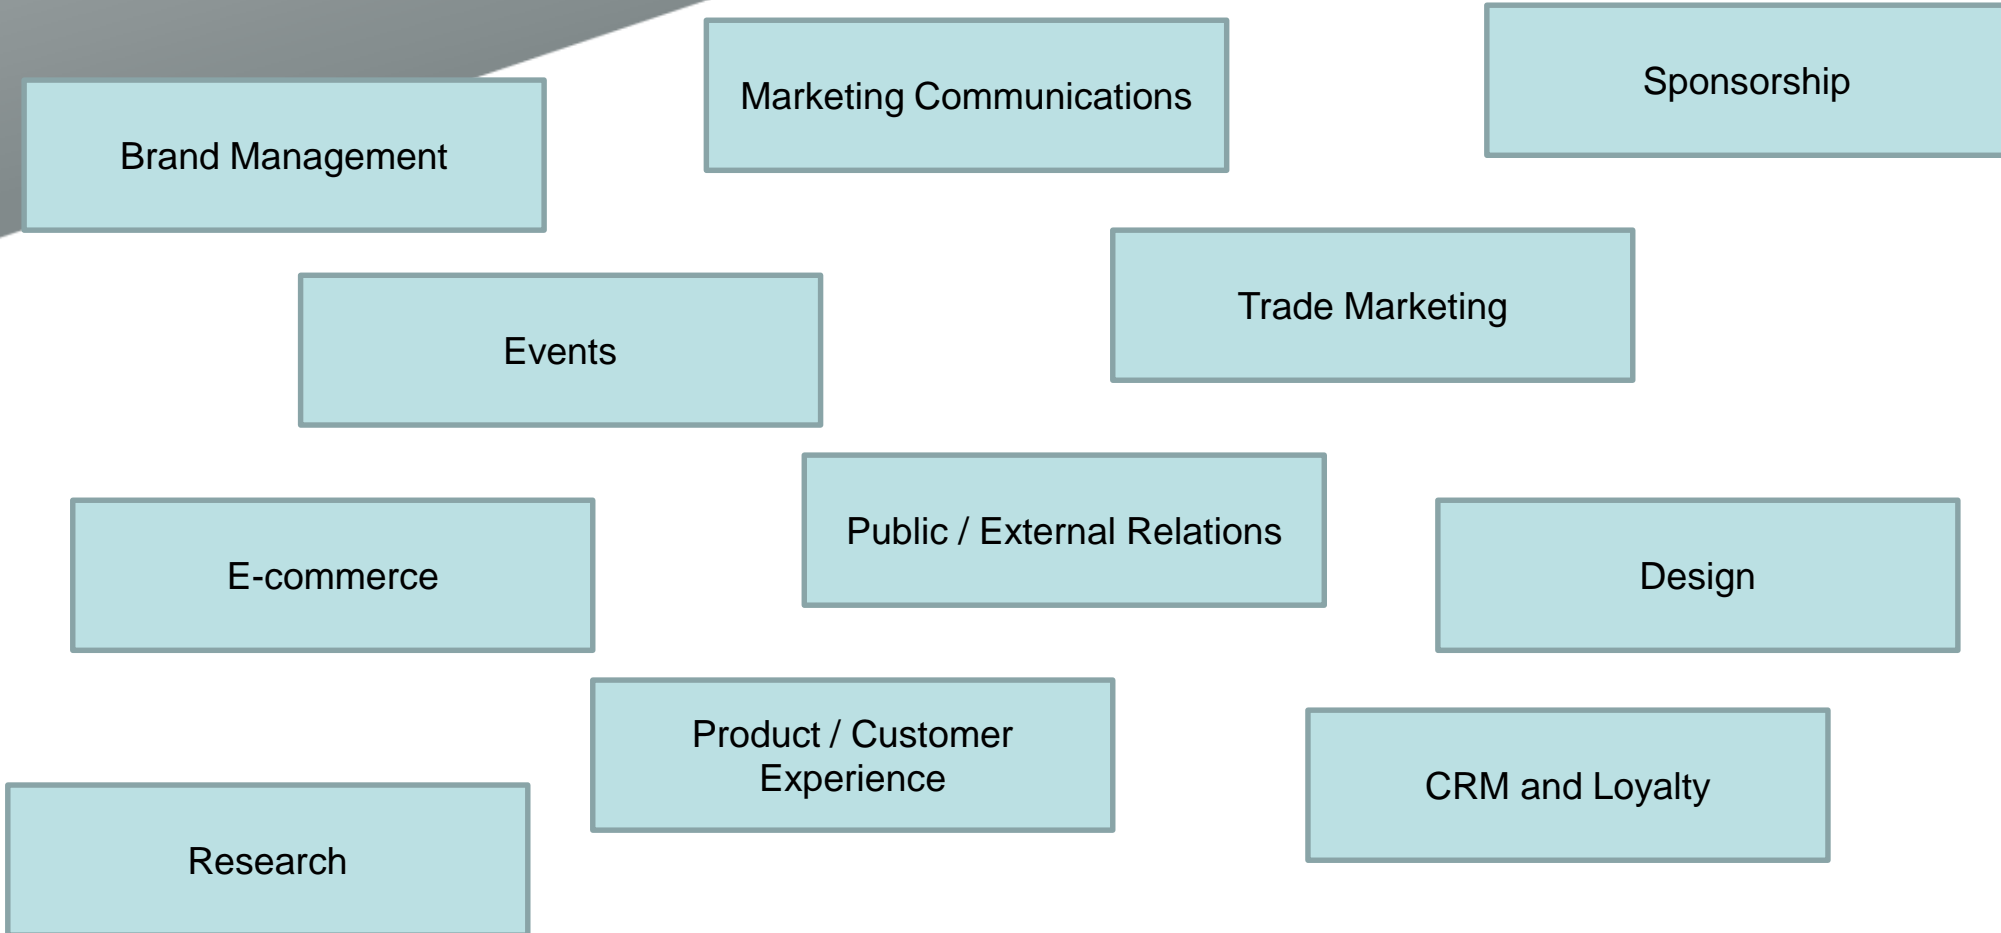 Marketing Communications
Sponsorship
Brand Management
Trade Marketing
Events
Public / External Relations
E-commerce
Design
Product / Customer
Experience
CRM and Loyalty
Research